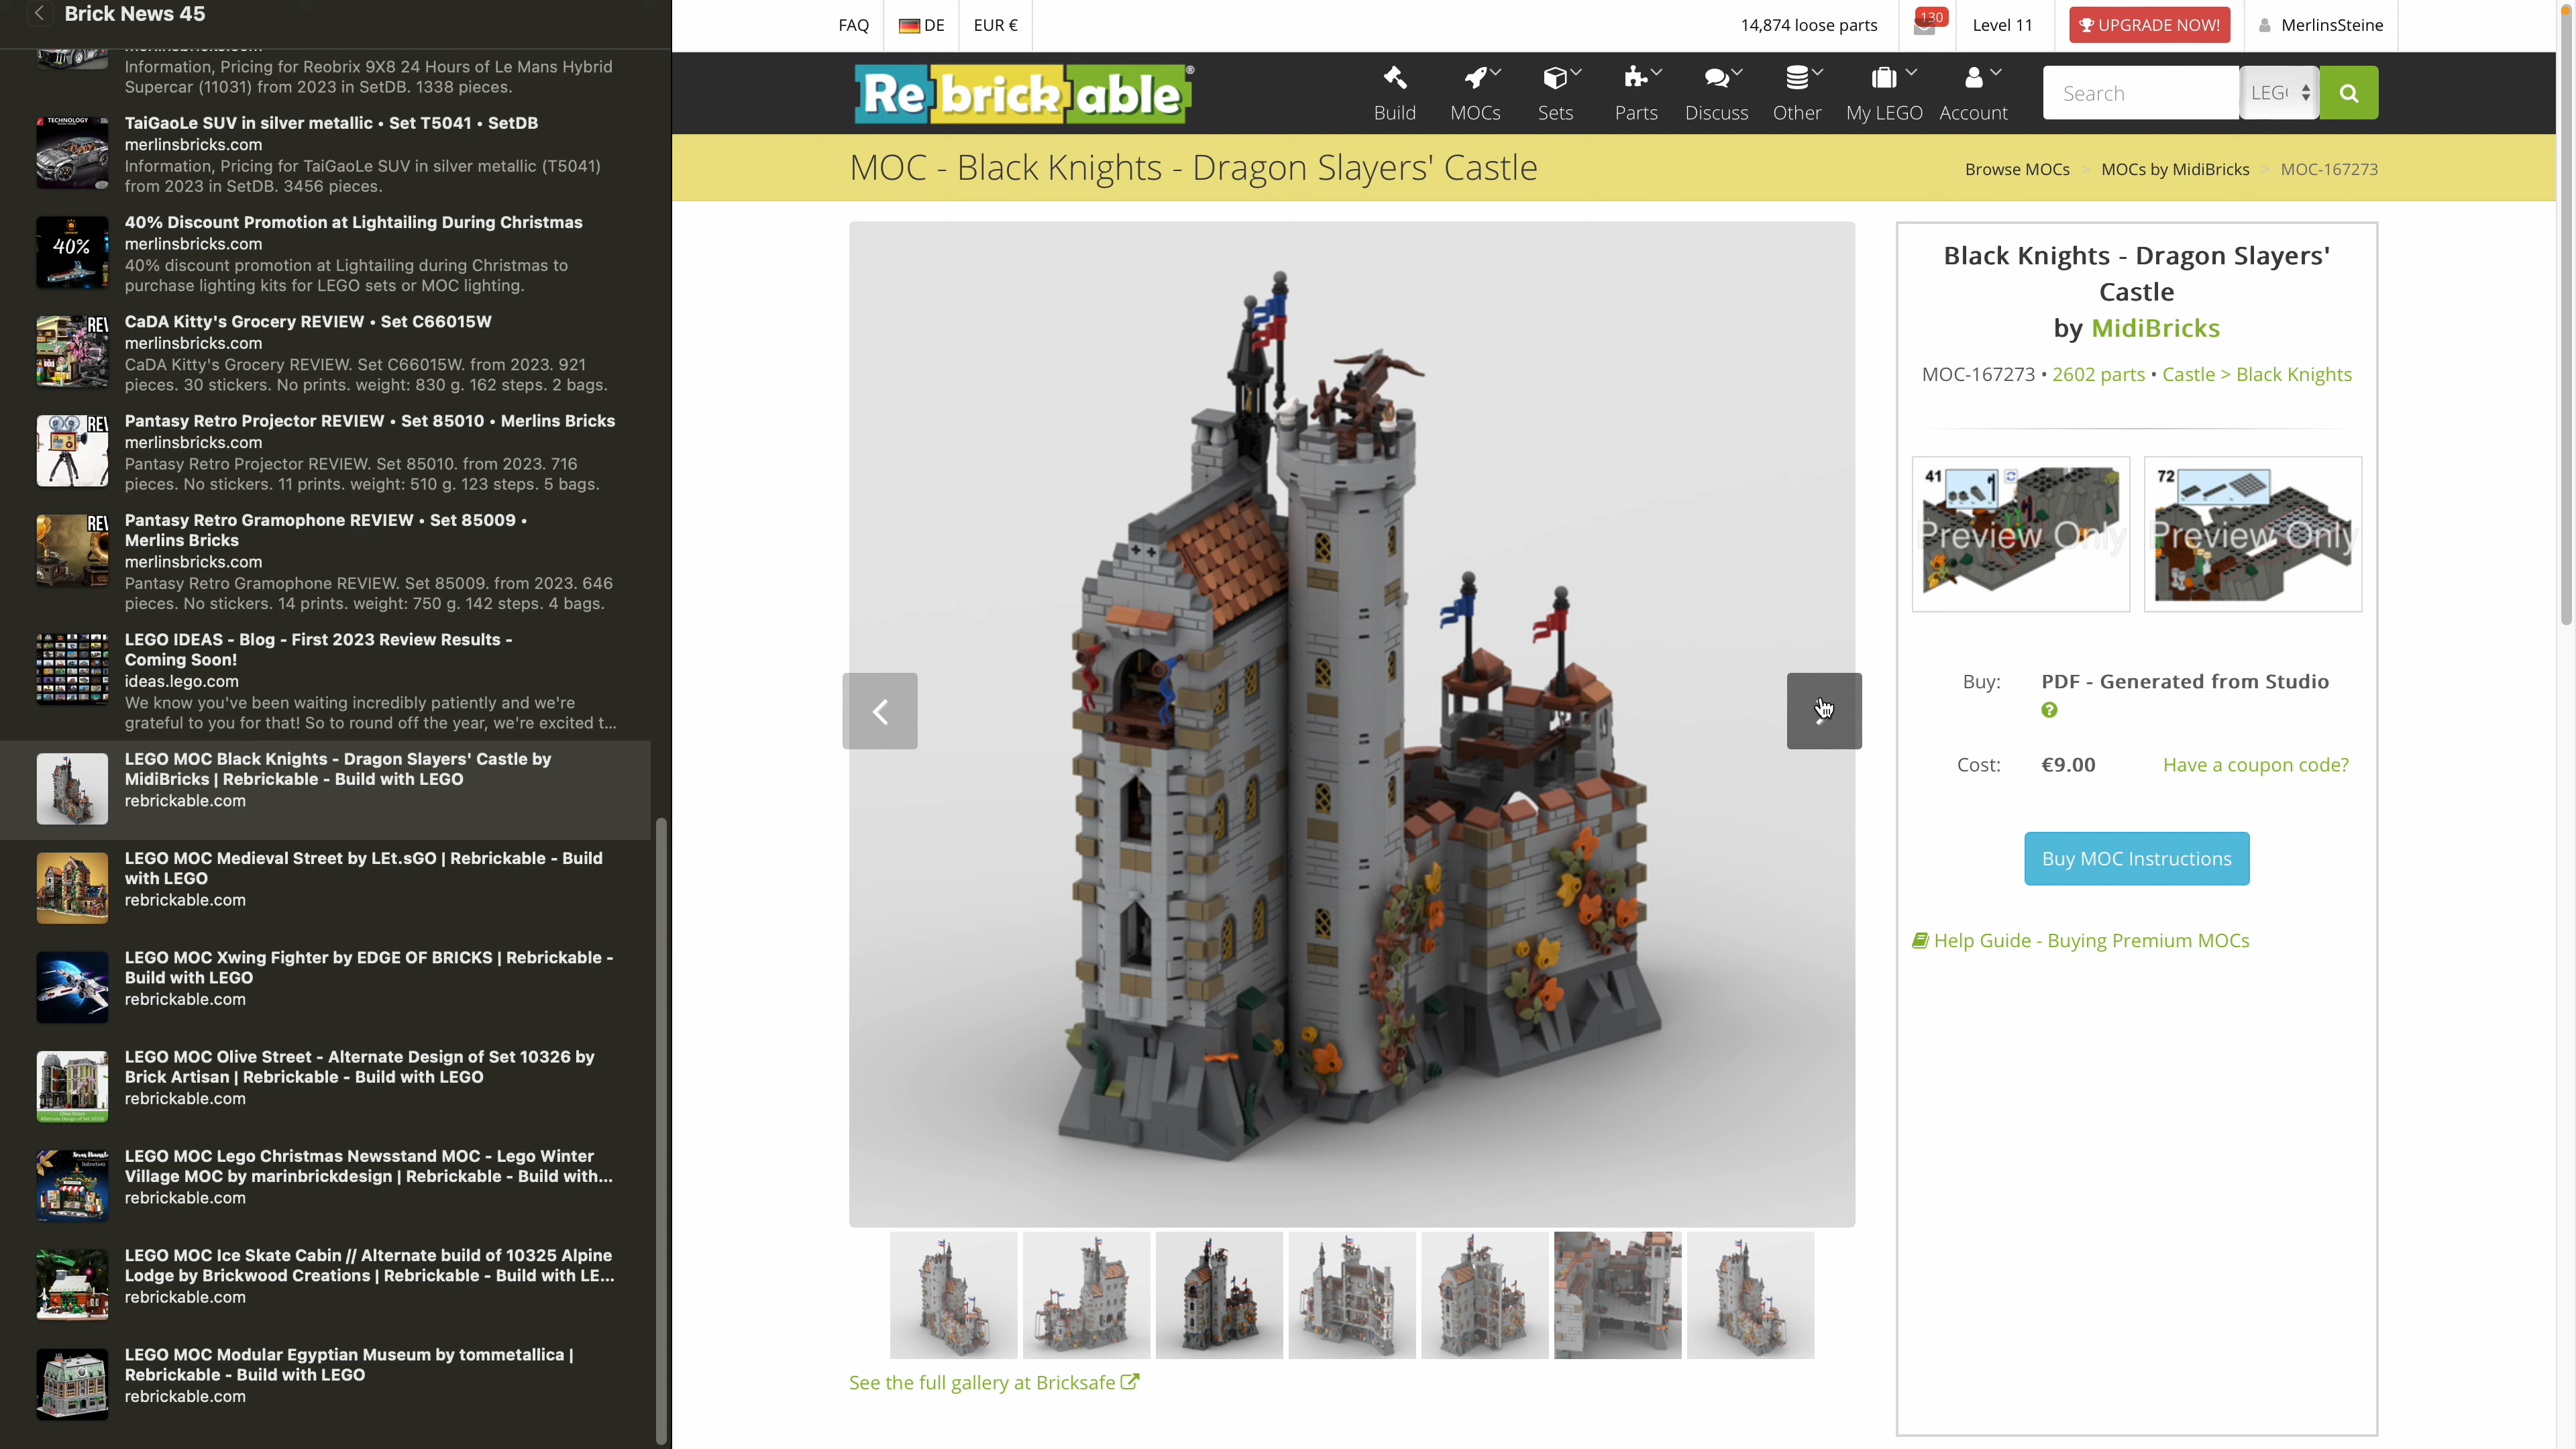 Brick News 45
Information, Pricing for Reobrix 9X8 24 Hours of Le Mans Hybrid
Supercar (11031) from 2023 in SetDB. 1338 pieces.
TECHNOLOGY
TaiGaoLe SUV in silver metallic • Set T5041 • SetDB
merlinsbricks.com
Information, Pricing for TaiGaoLe SUV in silver metallic (T5041)
from 2023 in SetDB. 3456 pieces.
40%
40% Discount Promotion at Lightailing During Christmas
merlinsbricks.com
40% discount promotion at Lightailing during Christmas to
purchase lighting kits for LEGO sets or MOC lighting.
REV
CaDA Kitty's Grocery REVIEW • Set C66015W
merlinsbricks.com
CaDA Kitty's Grocery REVIEW. Set C66015W. from 2023. 921
pieces. 30 stickers. No prints. weight: 830 g. 162 steps. 2 bags.
REV
Pantasy Retro Projector REVIEW • Set 85010 • Merlins Bricks
merlinsbricks.com
Pantasy Retro Projector REVIEW. Set 85010. from 2023. 716
pieces. No stickers. 11 prints. weight: 510 g. 123 steps. 5 bags.
REV
Pantasy Retro Gramophone REVIEW • Set 85009 •
Merlins Bricks
merlinsbricks.com
Pantasy Retro Gramophone REVIEW. Set 85009. from 2023. 646
pieces. No stickers. 14 prints. weight: 750 g. 142 steps. 4 bags.
LEGO IDEAS - Blog - First 2023 Review Results -
Coming Soon!
ideas.lego.com
We know you've been waiting incredibly patiently and we're
grateful to you for that! So to round off the year, we're excited t...
LEGO MOC Black Knights - Dragon Slayers' Castle by
MidiBricks | Rebrickable - Build with LEGO
rebrickable.com
LEGO MOC Medieval Street by LEt.sGO | Rebrickable - Build
with LEGO
rebrickable.com
LEGO MOC Xwing Fighter by EDGE OF BRICKS | Rebrickable -
Build with LEGO
rebrickable.com
LEGO MOC Olive Street - Alternate Design of Set 10326 by
Brick Artisan | Rebrickable - Build with LEGO
rebrickable.com
LEGO MOC Lego Christmas Newsstand MOC - Lego Winter
Village MOC by marinbrickdesign | Rebrickable - Build with...
rebrickable.com
LEGO MOC Ice Skate Cabin // Alternate build of 10325 Alpine
Lodge by Brickwood Creations | Rebrickable - Build with LE...
rebrickable.com
LEGO MOC Modular Egyptian Museum by tommetallica |
Rebrickable - Build with LEGO
rebrickable.com
FAQ DE EUR € 14,874 loose parts 130 Level 11 UPGRADE NOW! MerlinsSteine
Rebrickable®
Build MOCs Sets Parts Discuss Other My LEGO Account Search LEG
MOC - Black Knights - Dragon Slayers' Castle
Browse MOCs > MOCs by MidiBricks > MOC-167273
Black Knights - Dragon Slayers'
Castle
by MidiBricks
MOC-167273 • 2602 parts • Castle > Black Knights
41 72
Preview Only Preview Only
Buy: PDF - Generated from Studio
?
Cost: €9.00 Have a coupon code?
Buy MOC Instructions
Help Guide - Buying Premium MOCs
See the full gallery at Bricksafe